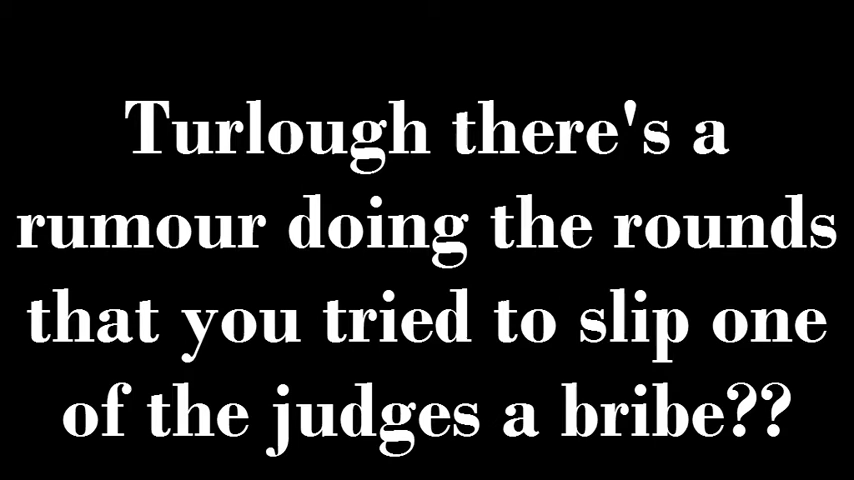 Turlough there's a
rumour doing the rounds
that you tried to slip one
of the judges a bribe??